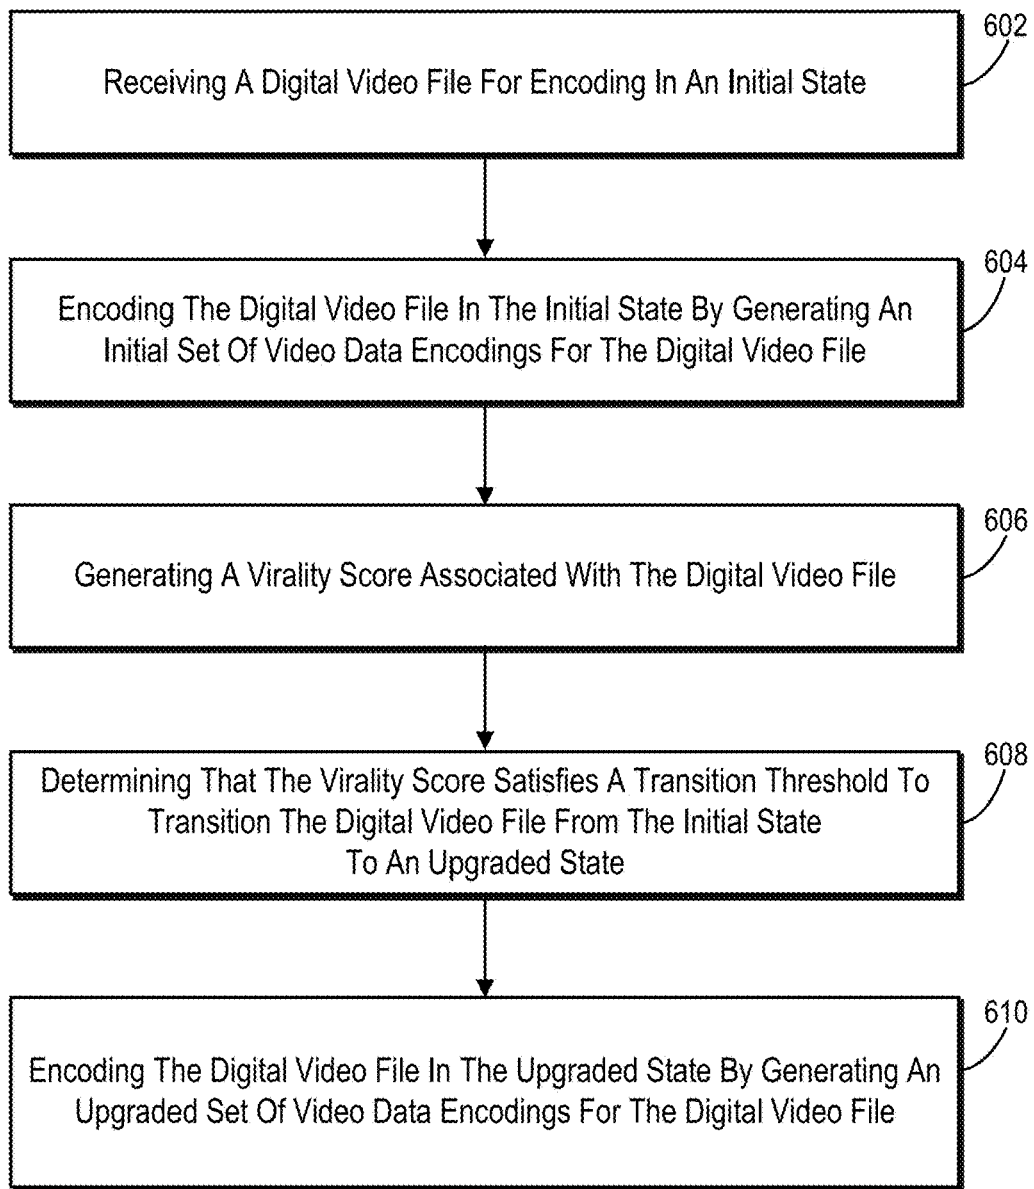 602
Receiving A Digital Video File For Encoding In An Initial State
604
Encoding The Digital Video File In The Initial State By Generating An
Initial Set Of Video Data Encodings For The Digital Video File
606
Generating A Virality Score Associated With The Digital Video File
608
Determining That The Virality Score Satisfies A Transition Threshold To
Transition The Digital Video File From The Initial State
To An Upgraded State
610
Encoding The Digital Video File In The Upgraded State By Generating An
Upgraded Set Of Video Data Encodings For The Digital Video File